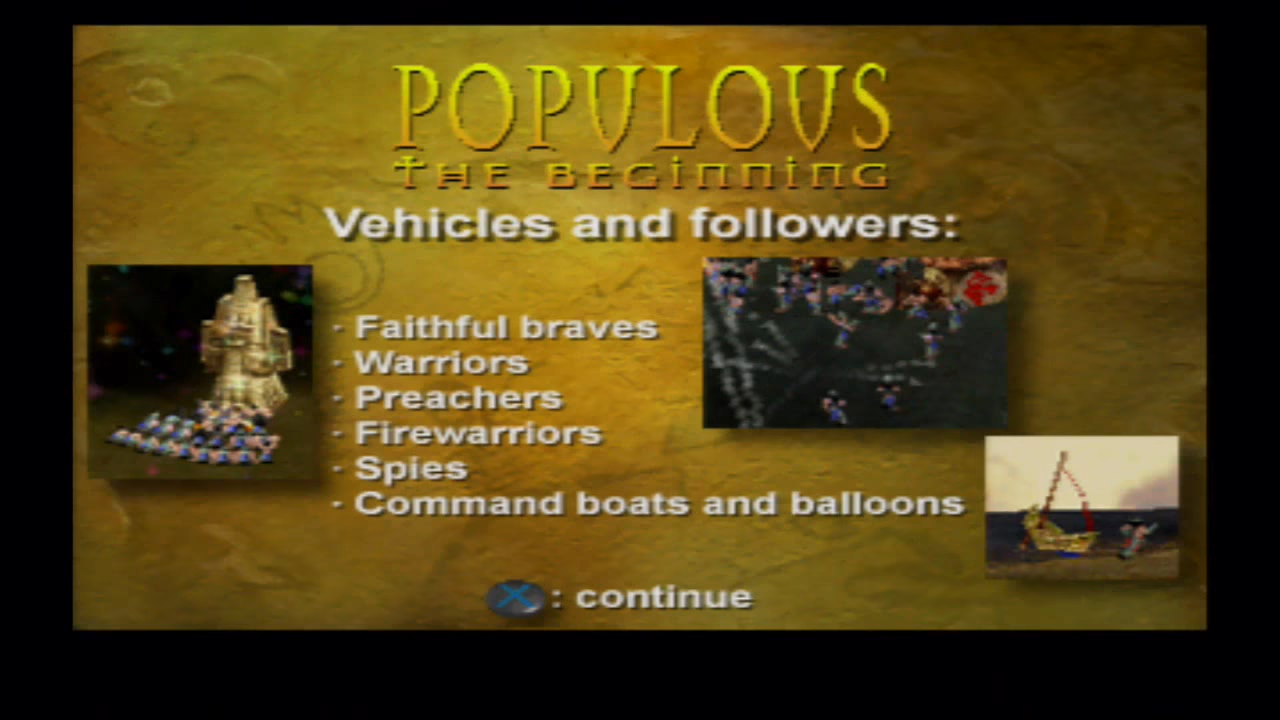 POPULOUS
THE BEGINNING
Vehicles and followers:
· Faithful braves
· Warriors
· Preachers
· Firewarriors
· Spies
· Command boats and balloons
: continue